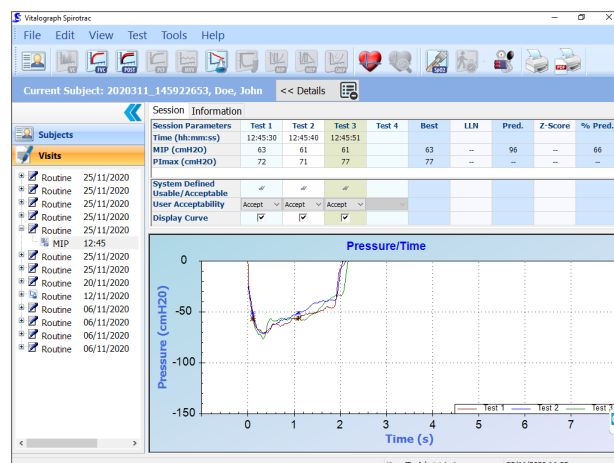 Vitalograph Spirotrac
File Edit View Test Tools Help
VC FVC POST SpO2 PDF
Current Subject: 2020311_145922653, Doe, John << Details
Session Information
Session Parameters Test 1 Test 2 Test 3 Test 4 Best LLN Pred. Z-Score % Pred.
Time (hh:mm:ss) 12:45:30 12:45:40 12:45:51
MIP (cmH2O) 63 61 61 63 -- 96 -- 66
PImax (cmH2O) 72 71 77 77 -- -- -- --
System Defined
Usable/Acceptable
User Acceptability Accept Accept Accept
Display Curve
Subjects
Visits
Routine 25/11/2020
Routine 25/11/2020
Routine 25/11/2020
Routine 25/11/2020
Routine 25/11/2020
MIP 12:45
Routine 25/11/2020
Routine 25/11/2020
Routine 20/11/2020
Routine 12/11/2020
Routine 06/11/2020
Routine 06/11/2020
Routine 06/11/2020
Routine 06/11/2020
Pressure/Time
Pressure (cmH20)
0
-50
-100
-150
0 1 2 3 4 5 6 7
Time (s)
Test 1 Test 2 Test